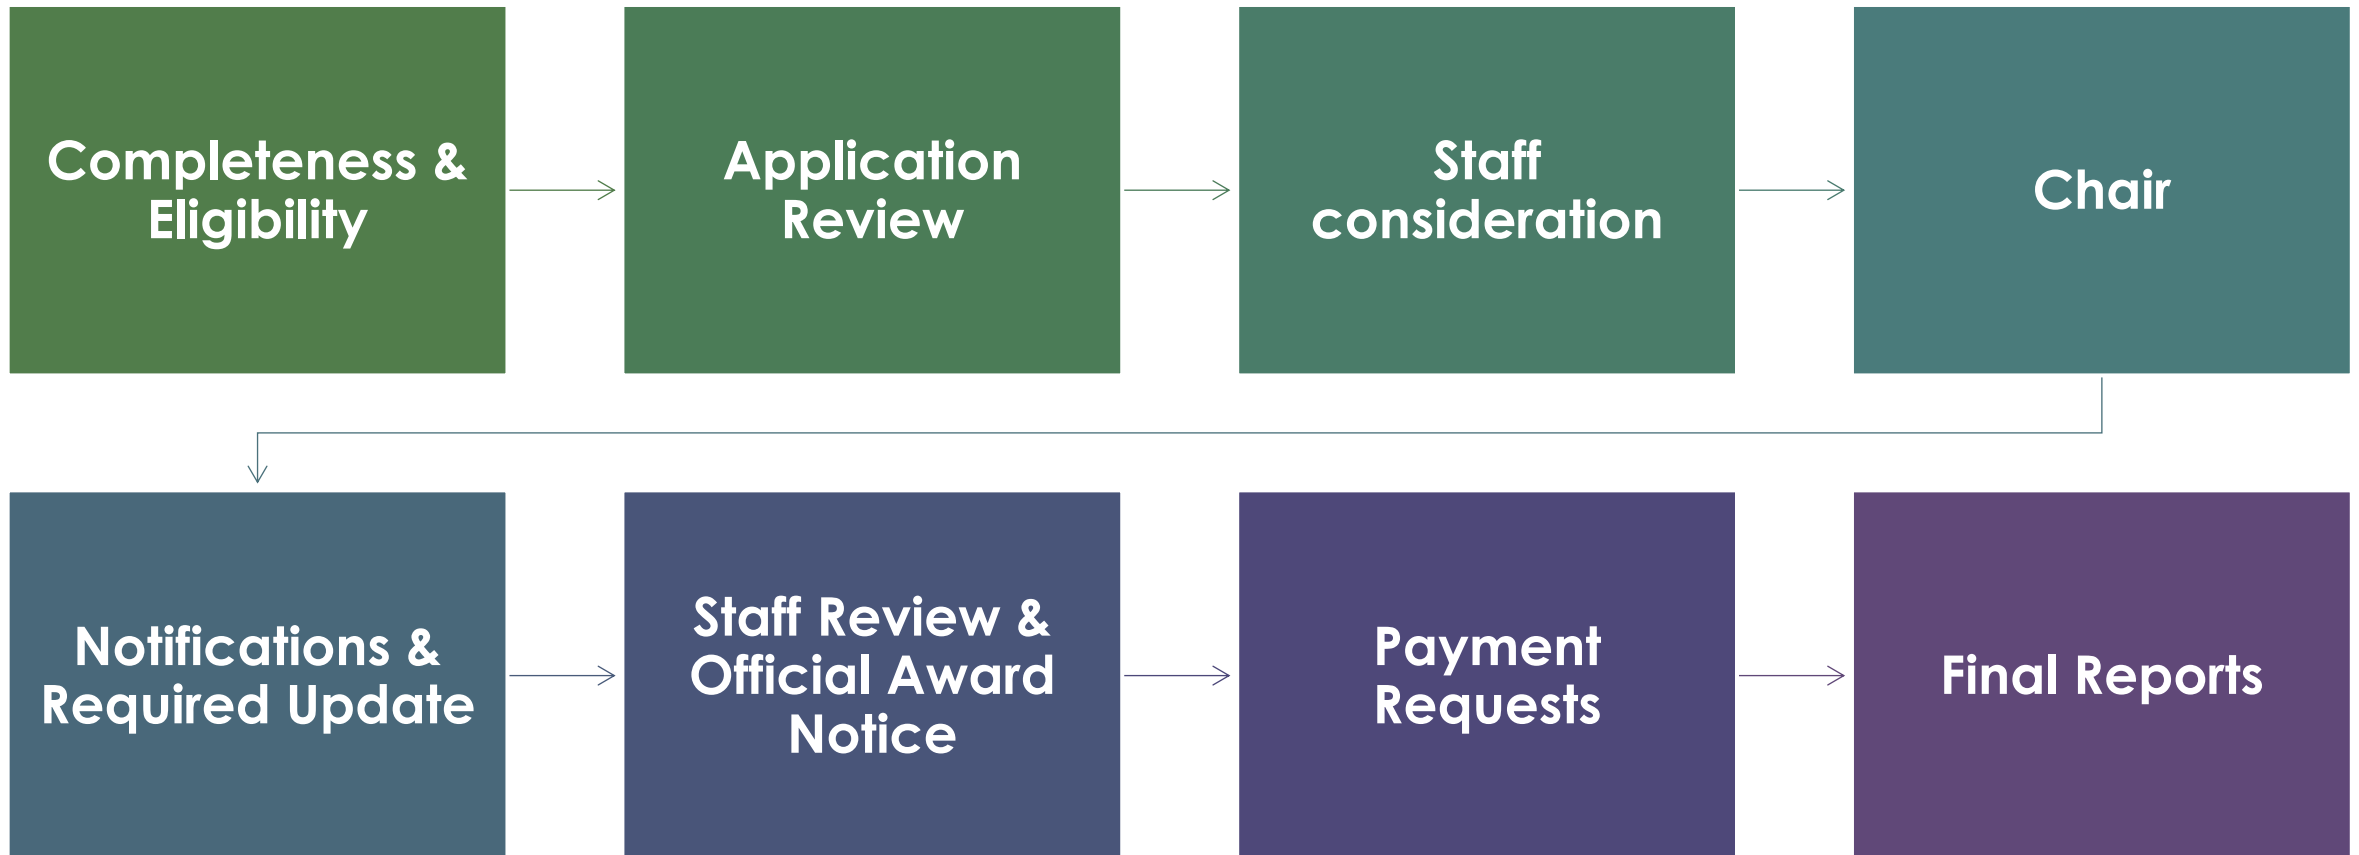 Completeness &
Eligibility
Application
Review
Staff
consideration
Chair
Notifications &
Required Update
Staff Review &
Official Award
Notice
Payment
Requests
Final Reports